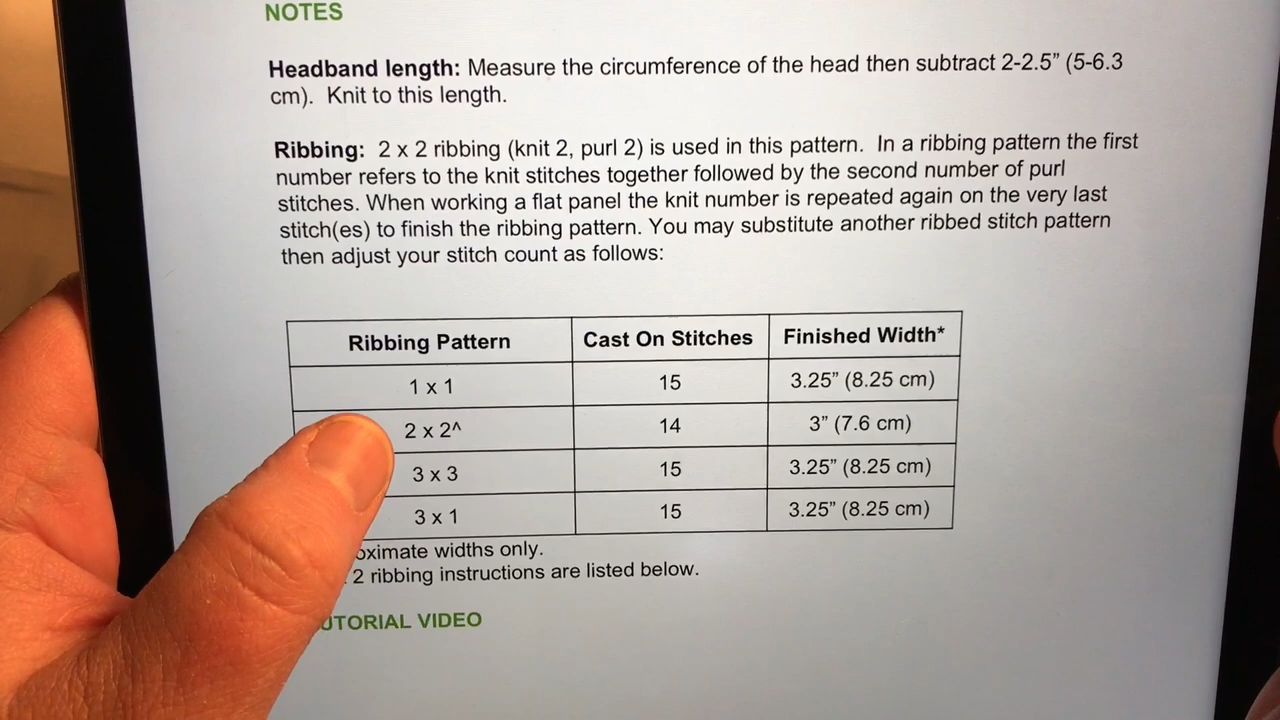 NOTES
Headband length: Measure the circumference of the head then subtract 2-2.5” (5-6.3
cm). Knit to this length.
Ribbing: 2 x 2 ribbing (knit 2, purl 2) is used in this pattern. In a ribbing pattern the first
number refers to the knit stitches together followed by the second number of purl
stitches. When working a flat panel the knit number is repeated again on the very last
stitch(es) to finish the ribbing pattern. You may substitute another ribbed stitch pattern
then adjust your stitch count as follows:
Ribbing Pattern Cast On Stitches Finished Width*
1 x 1 15 3.25” (8.25 cm)
2 x 2^ 14 3” (7.6 cm)
3 x 3 15 3.25” (8.25 cm)
3 x 1 15 3.25” (8.25 cm)
widths only.
2 ribbing instructions are listed below.
VIDEO